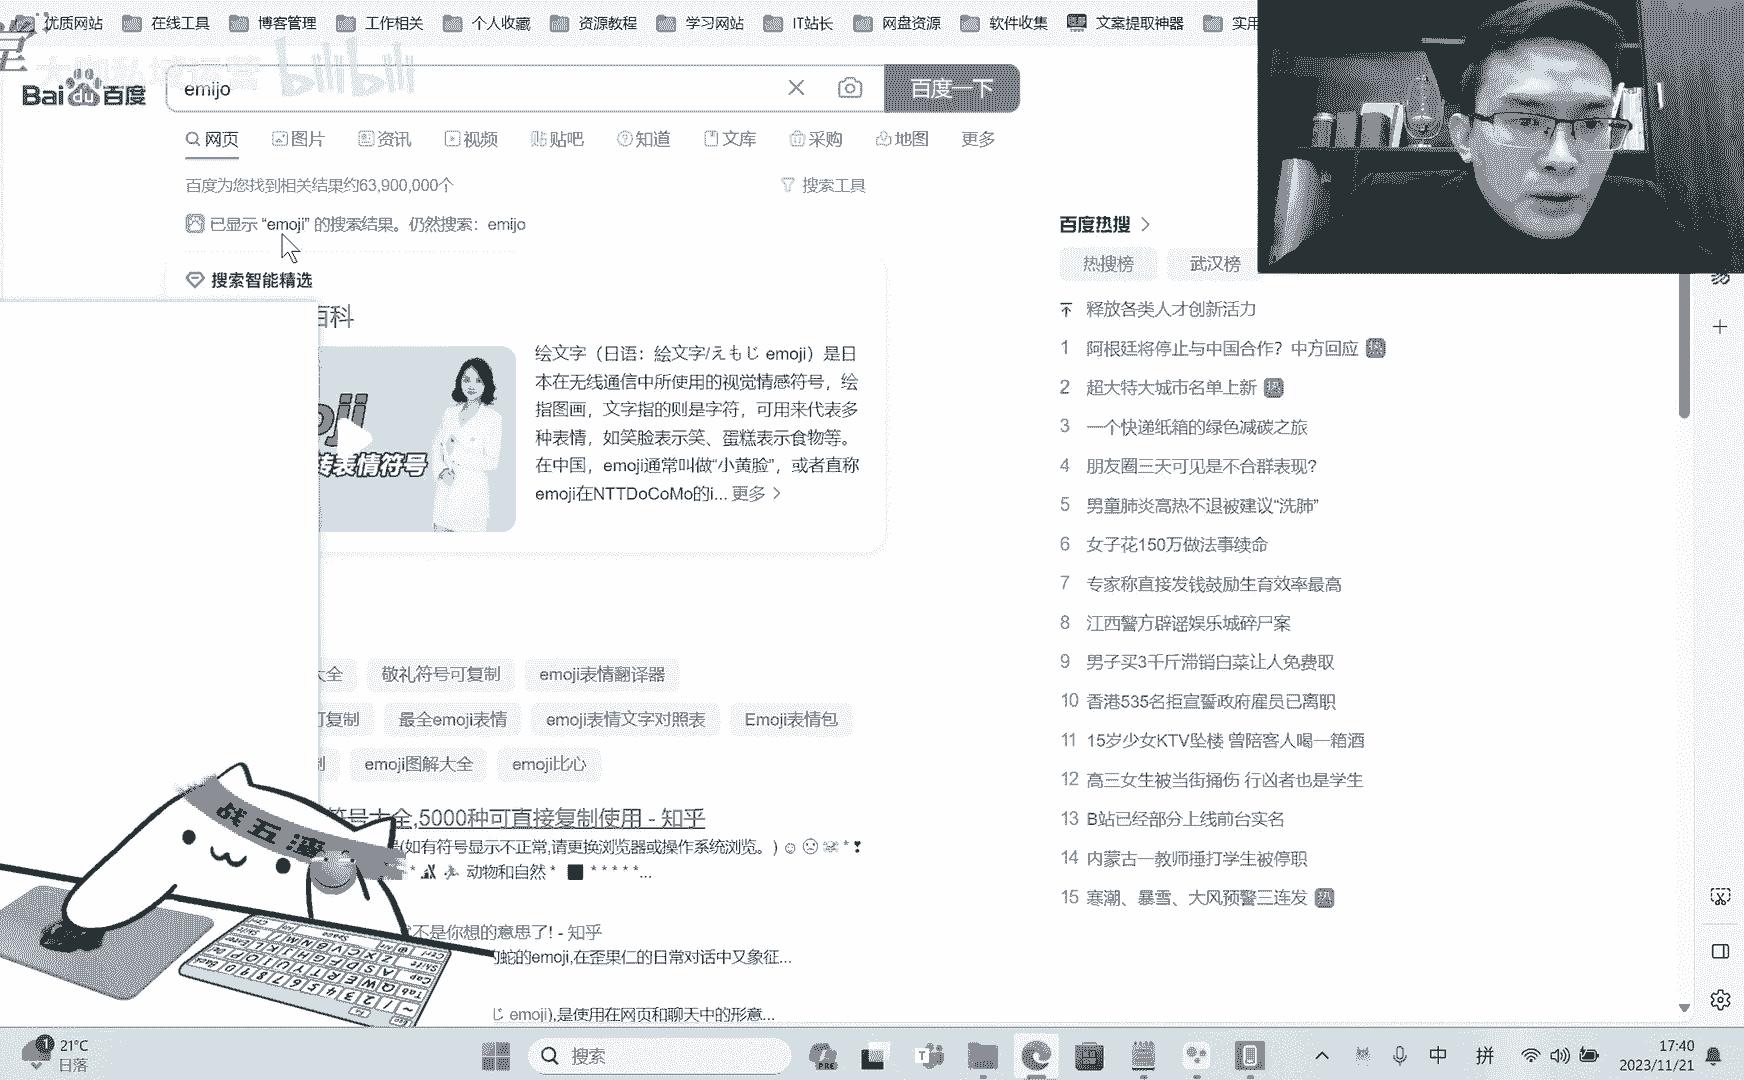 优质网站 在线工具 博客管理 工作相关 个人收藏 资源教程 学习网站 IT站长 网盘资源 软件收集 文案提取神器 实用
堂
大脚私域运营 bilibili
Bai du 百度 emijo 百度一下
网页 图片 资讯 视频 贴吧 知道 文库 采购 地图 更多
百度为您找到相关结果约63,900,000个 搜索工具
已显示 “emoji” 的搜索结果。仍然搜索：emijo
搜索智能精选
百科
绘文字（日语：绘文字/えもじ emoji）是日
本在无线通信中所使用的视觉情感符号，绘
指图画，文字指的则是字符，可用来代表多
种表情，如笑脸表示笑、蛋糕表示食物等。
在中国，emoji通常叫做“小黄脸”，或者直称
emoji在NTTDoCoMo的i... 更多
oji
表情符号
大全 敬礼符号可复制 emoji表情翻译器
可复制 最全emoji表情 emoji表情文字对照表 Emoji表情包
制 emoji图解大全 emoji比心
符号大全,5000种可直接复制使用 - 知乎
(如有符号显示不正常,请更换浏览器或操作系统浏览。) ☺ ☹ ☠ * ❣
* 动物和自然 * ■ * * * * *...
不是你想的意思了! - 知乎
蛇的emoji,在歪果仁的日常对话中又象征...
じ emoji),是使用在网页和聊天中的形意...
百度热搜
热搜榜 武汉榜
释放各类人才创新活力
1 阿根廷将停止与中国合作？中方回应 热
2 超大特大城市名单上新 热
3 一个快递纸箱的绿色减碳之旅
4 朋友圈三天可见是不合群表现?
5 男童肺炎高热不退被建议“洗肺”
6 女子花150万做法事续命
7 专家称直接发钱鼓励生育效率最高
8 江西警方辟谣娱乐城碎尸案
9 男子买3千斤滞销白菜让人免费取
10 香港535名拒宣誓政府雇员已离职
11 15岁少女KTV坠楼 曾陪客人喝一箱酒
12 高三女生被当街捅伤 行凶者也是学生
13 B站已经部分上线前台实名
14 内蒙古一教师捶打学生被停职
15 寒潮、暴雪、大风预警三连发 热
战五渣
1 21°C
日落
搜索
PRE
中 拼
17:40
2023/11/21